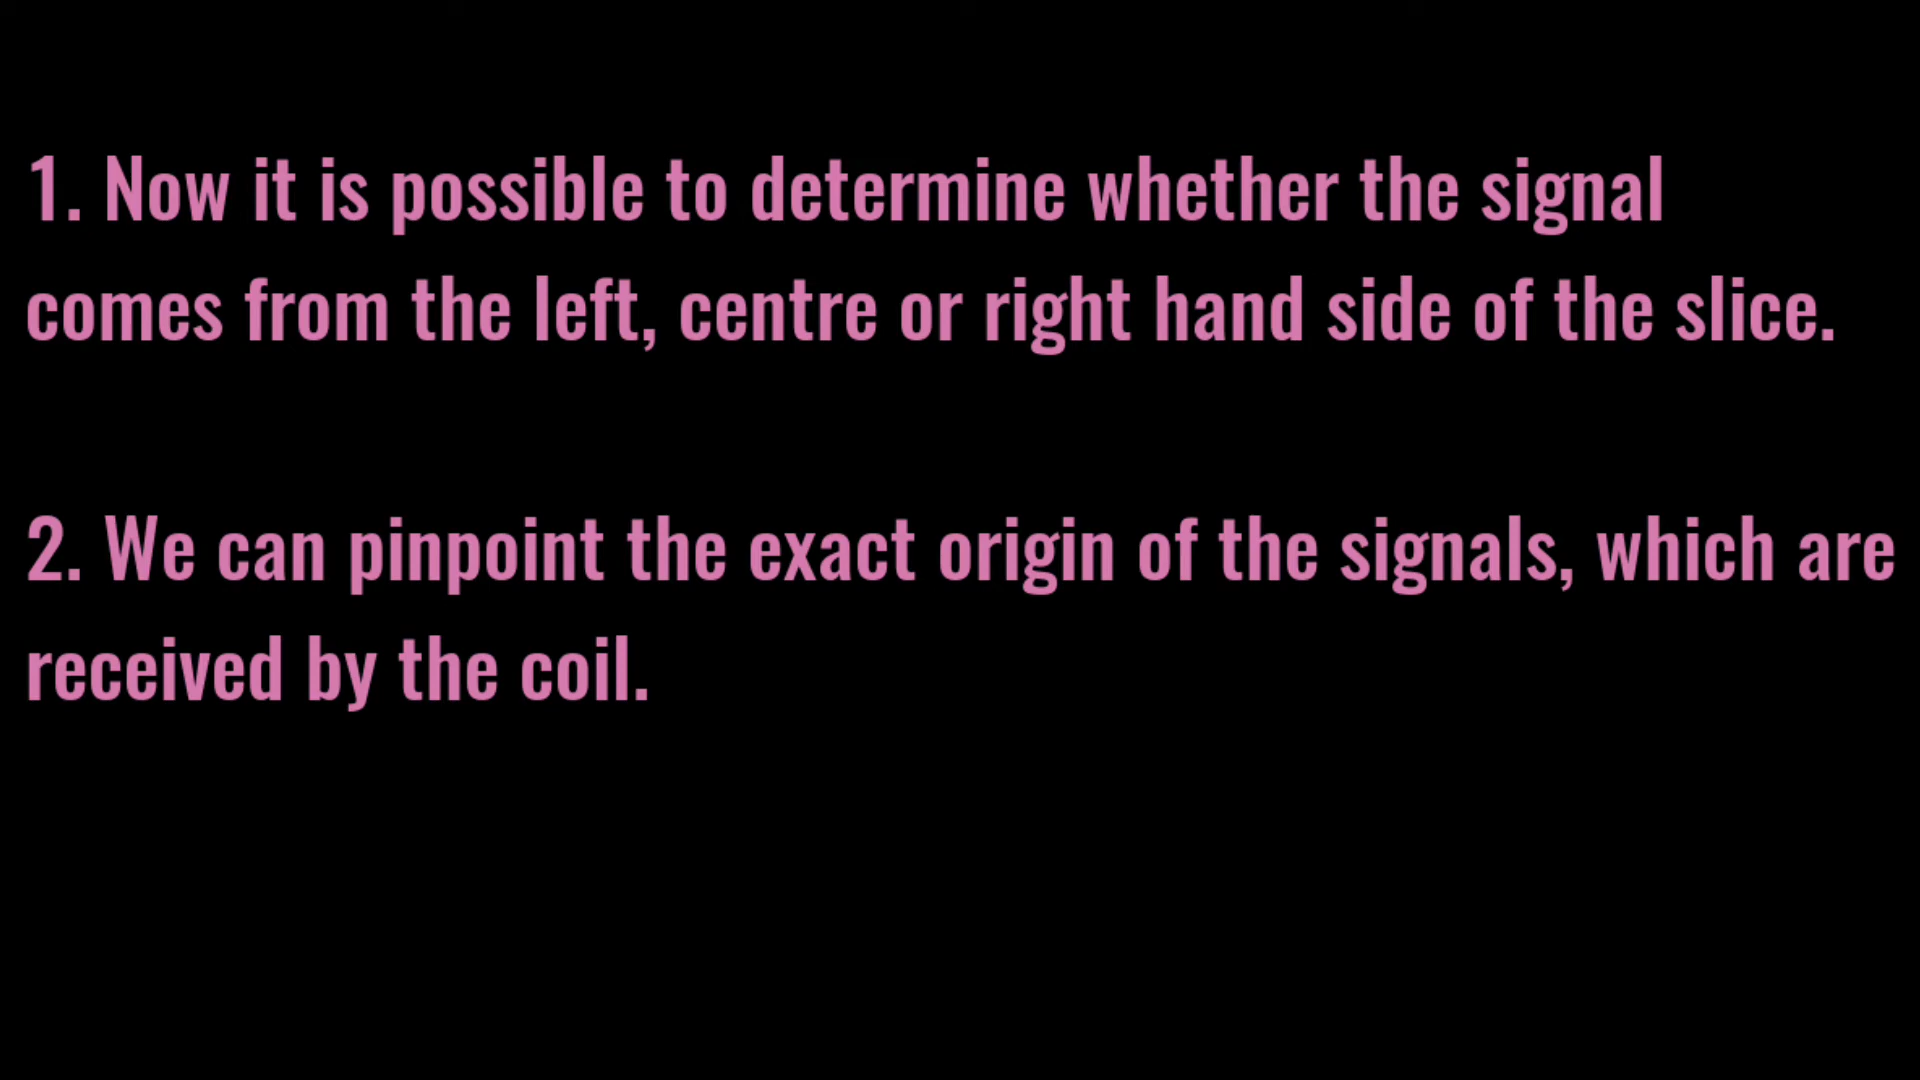 1. Now it is possible to determine whether the signal
comes from the left, centre or right hand side of the slice.
2. We can pinpoint the exact origin of the signals, which are
received by the coil.